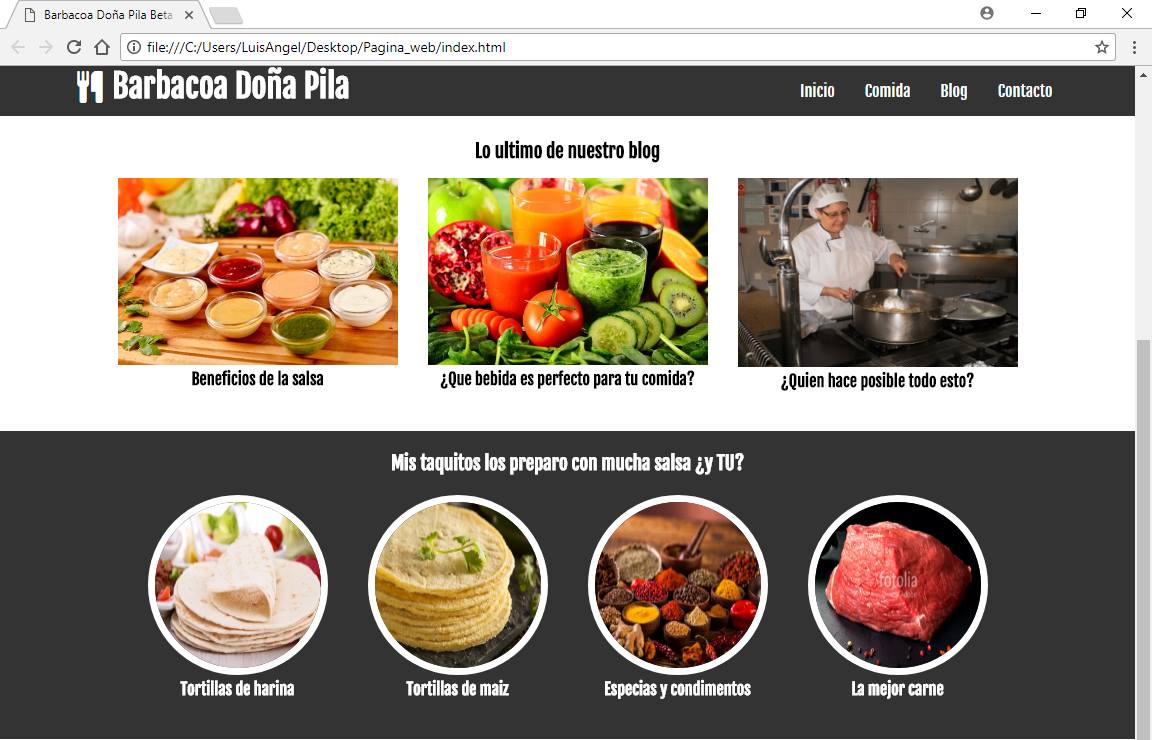 Barbacoa Doña Pila Beta
file:///C:/Users/LuisAngel/Desktop/Pagina_web/index.html
Barbacoa Doña Pila
Inicio Comida Blog Contacto
Lo ultimo de nuestro blog
Beneficios de la salsa
¿Que bebida es perfecto para tu comida?
¿Quien hace posible todo esto?
Mis taquitos los preparo con mucha salsa ¿y TU?
fotolia
Tortillas de harina
Tortillas de maiz
Especias y condimentos
La mejor carne